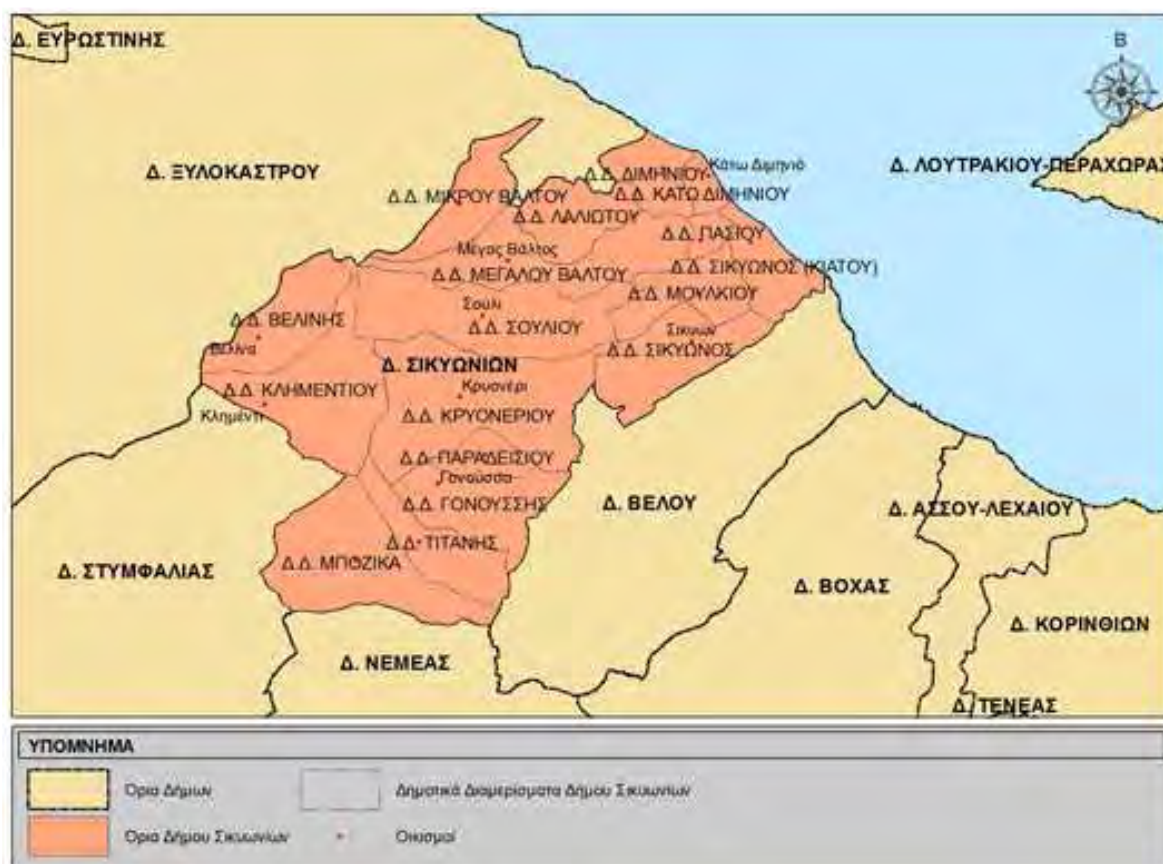 Δ. ΕΥΡΩΣΤΙΝΗΣ
Β
Δ. ΞΥΛΟΚΑΣΤΡΟΥ
Δ. ΛΟΥΤΡΑΚΙΟΥ-ΠΕΡΑΧΩΡΑΣ
Κάτω Διμηνιό
Δ.Δ. ΔΙΜΗΝΙΟΥ
Δ.Δ. ΜΙΚΡΟΥ ΒΑΛΤΟΥ
Δ.Δ. ΚΑΤΩ ΔΙΜΗΝΙΟΥ
Δ.Δ. ΛΑΛΙΩΤΟΥ
Δ.Δ. ΠΑΣΙΟΥ
Μέγας Βάλτος
Δ.Δ. ΜΕΓΑΛΟΥ ΒΑΛΤΟΥ
Δ.Δ. ΣΙΚΥΩΝΟΣ (ΚΙΑΤΟΥ)
Δ.Δ. ΜΟΥΛΚΙΟΥ
Σούλι
Δ.Δ. ΒΕΛΙΝΗΣ
Δ.Δ. ΣΟΥΛΙΟΥ
Σικυών
Βελίνα
Δ.Δ. ΣΙΚΥΩΝΟΣ
Δ. ΣΙΚΥΩΝΙΩΝ
Δ.Δ. ΚΛΗΜΕΝΤΙΟΥ
Κρυονέρι
Κλημέντι
Δ.Δ. ΚΡΥΟΝΕΡΙΟΥ
Δ.Δ. ΠΑΡΑΔΕΙΣΙΟΥ
Γονούσσα
Δ.Δ. ΓΟΝΟΥΣΣΗΣ
Δ. ΒΕΛΟΥ
Δ. ΑΣΣΟΥ-ΛΕΧΑΙΟΥ
Δ.Δ. ΤΙΤΑΝΗΣ
Δ.Δ. ΜΠΟΖΙΚΑ
Δ. ΣΤΥΜΦΑΛΙΑΣ
Δ. ΒΟΧΑΣ
Δ. ΚΟΡΙΝΘΙΩΝ
Δ. ΝΕΜΕΑΣ
Δ. ΤΕΝΕΑΣ
ΥΠΟΜΝΗΜΑ
Όρια Δήμων
Δημοτικά Διαμερίσματα Δήμου Σικυωνίων
Όρια Δήμου Σικυωνίων
Οικισμοί